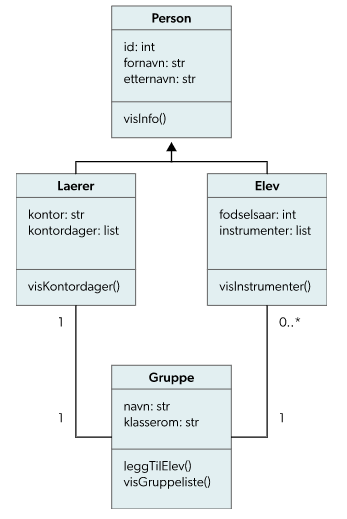 Person
id: int
fornavn: str
etternavn: str
visInfo()
Laerer
kontor: str
kontordager: list
visKontordager()
Elev
fodselsaar: int
instrumenter: list
visInstrumenter()
1
0..*
Gruppe
navn: str
klasserom: str
leggTilElev()
visGruppeliste()
1
1